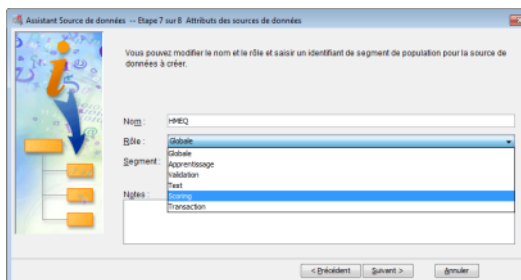 Assistant Source de données -- Etape 7 sur 8 Attributs des sources de données
Vous pouvez modifier le nom et le rôle et saisir un identifiant de segment de population pour la source de
données à créer.
Nom : HMEQ
Rôle : Globale
Globale
Segment : Apprentissage
Validation
Test
Notes : Scoring
Transaction
< Précédent Suivant > Annuler